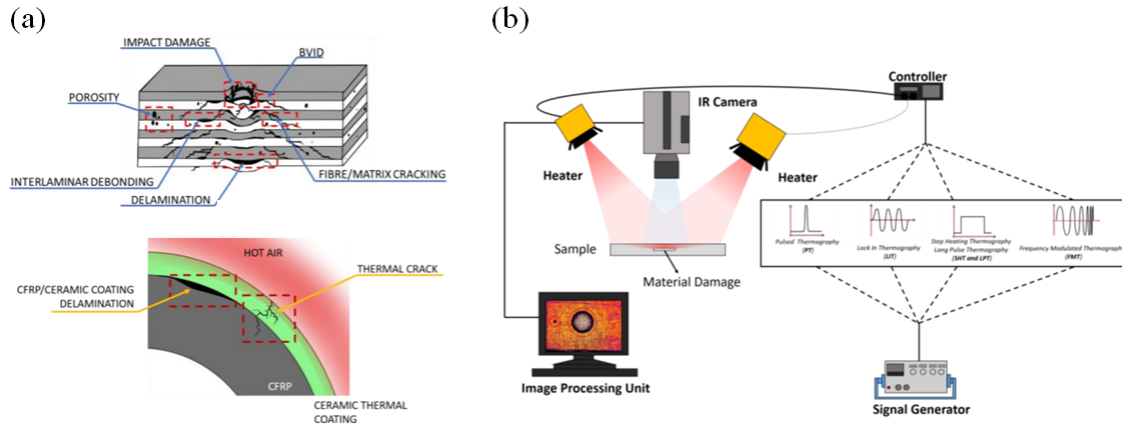 (a)
IMPACT DAMAGE
BVID
POROSITY
INTERLAMINAR DEBONDING
FIBRE/MATRIX CRACKING
DELAMINATION
HOT AIR
THERMAL CRACK
CFRP/CERAMIC COATING
DELAMINATION
CFRP
CERAMIC THERMAL
COATING
(b)
Controller
IR Camera
Heater
Heater
Sample
Material Damage
Pulsed Thermography
(PT)
Lock In Thermography
(LIT)
Step Heating Thermography
Long Pulse Thermography
(SHT and LPT)
Frequency Modulated Thermography
(FMT)
Image Processing Unit
Signal Generator